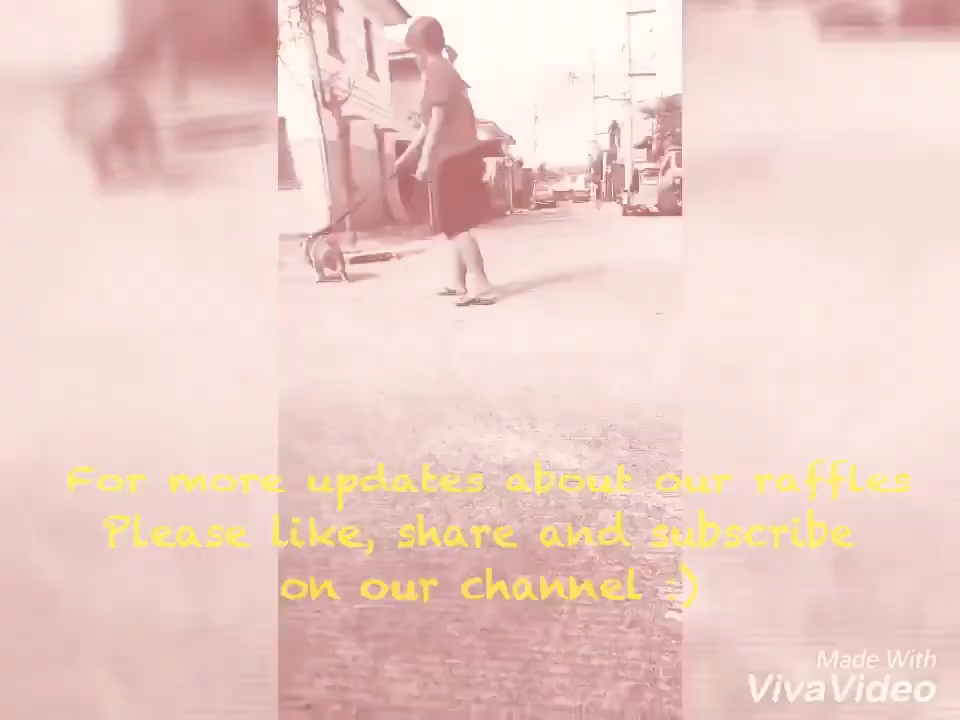 For more updates about our raffles
Please like, share and subscribe
on our channel :)
Made With
VivaVideo